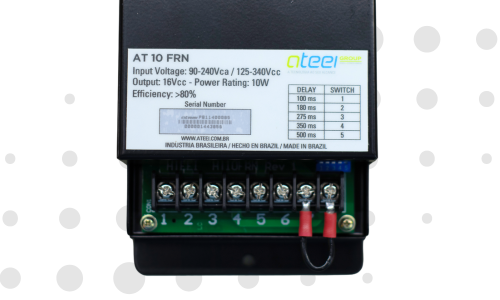 AT 10 FRN
ateei
Input Voltage: 90-240Vca / 125-340Vcc
Output: 16Vcc - Power Rating: 10W
Efficiency: >80%
Serial Number
DELAY SWITCH
100 ms 1
180 ms 2
275 ms 3
350 ms 4
500 ms 5
WWW.ATEEI.COM.BR
INDUSTRIA BRASILEIRA / HECHO EN BRAZIL / MADE IN BRAZIL
1 2 3 4 5 6